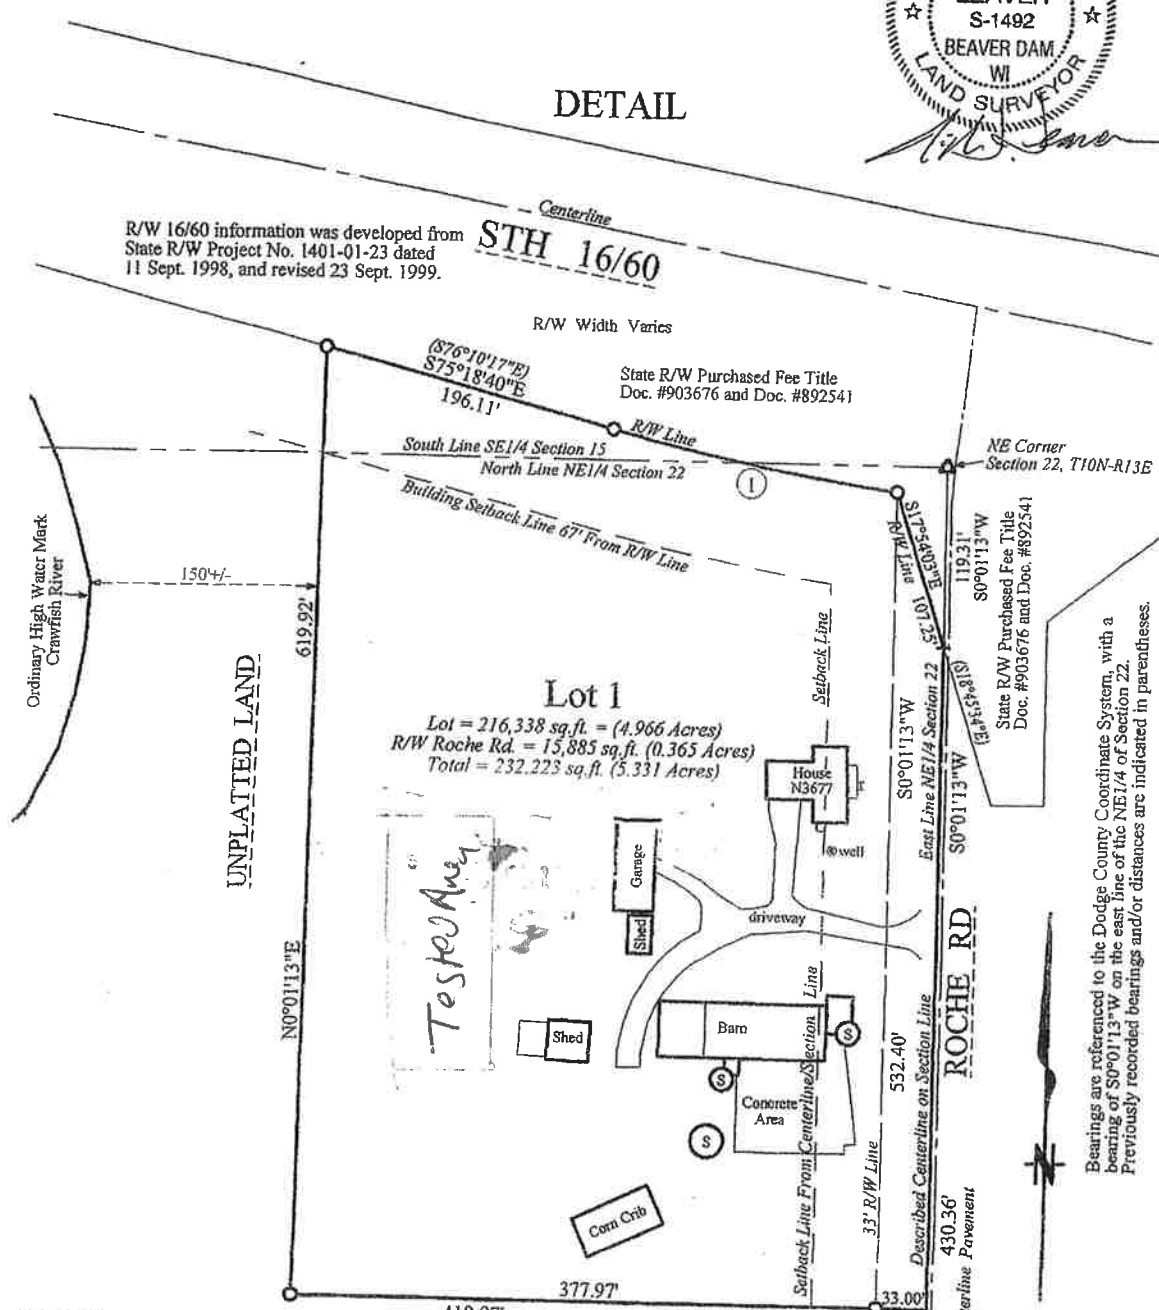 S-1492
BEAVER DAM
WI
LAND SURVEYOR
DETAIL
Centerline
STH 16/60
R/W 16/60 information was developed from
State R/W Project No. 1401-01-23 dated
11 Sept. 1998, and revised 23 Sept. 1999.
R/W Width Varies
(S76°10'17"E)
S75°18'40"E
196.11'
State R/W Purchased Fee Title
Doc. #903676 and Doc. #892541
R/W Line
South Line SE1/4 Section 15
North Line NE1/4 Section 22
1
NE Corner
Section 22, T10N-R13E
Building Setback Line 67' From R/W Line
S17°54'03"E
R/W Line 107.25'
119.31'
S0°01'13"W
State R/W Purchased Fee Title
Doc. #903676 and Doc. #892541
(S18°45'34"E)
Ordinary High Water Mark
Crawfish River
150'+/-
619.92'
UNPLATTED LAND
N0°01'13"E
Setback Line
Lot 1
Lot = 216,338 sq.ft. = (4.966 Acres)
R/W Roche Rd. = 15,885 sq.ft. (0.365 Acres)
Total = 232.223 sq.ft. (5.331 Acres)
House
N3677
well
S0°01'13"W
East Line NE1/4 Section 22
S0°01'13"W
Garage
Shed
driveway
Tested Area
Shed
Barn
S
S
S
Concrete
Area
Corn Crib
Setback Line From Centerline/Section Line
532.40'
33' R/W Line
Described Centerline on Section Line
ROCHE RD
430.36'
Pavement
N
Bearings are referenced to the Dodge County Coordinate System, with a
bearing of S0°01'13"W on the east line of the NE1/4 of Section 22.
Previously recorded bearings and/or distances are indicated in parentheses.
377.97'
33.00'